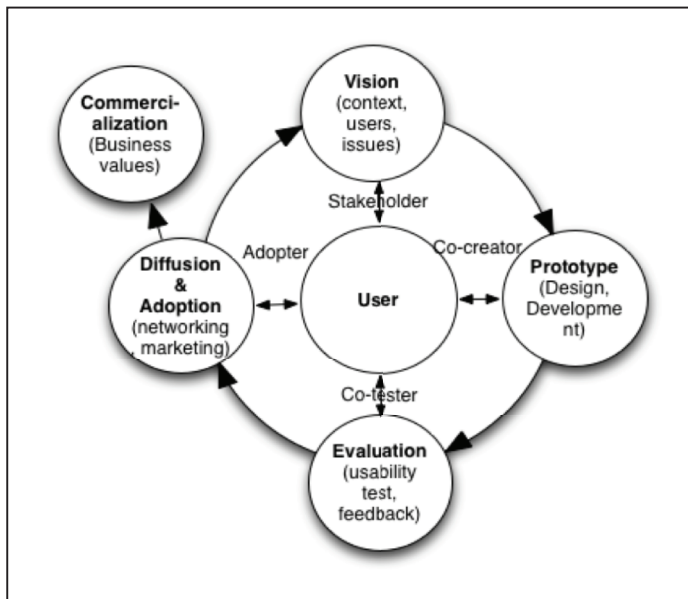 Vision
(context,
users,
issues)
Commerci-
alization
(Business
values)
Stakeholder
Adopter
Co-creator
Diffusion
&
Adoption
(networking
, marketing)
User
Prototype
(Design,
Developme
nt)
Co-tester
Evaluation
(usability
test,
feedback)